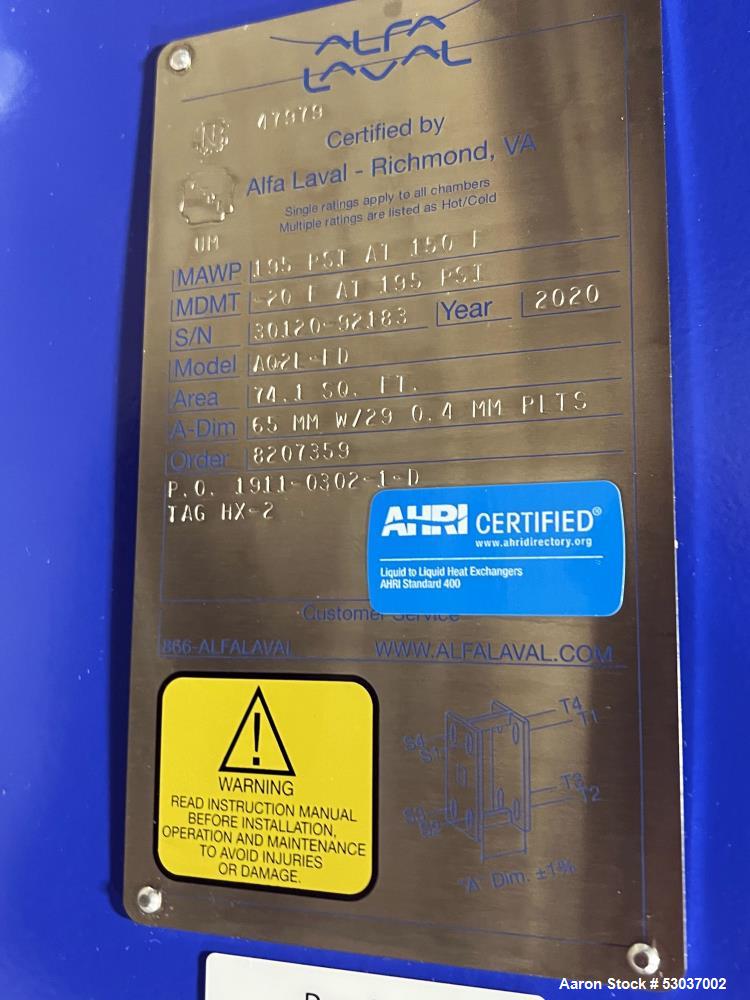 ALFA
LAVAL
47979
Certified by
Alfa Laval - Richmond, VA
Single ratings apply to all chambers
Multiple ratings are listed as Hot/Cold
UM
MAWP 195 PSI AT 150 F
MDMT -20 F AT 195 PSI
S/N 30120-92183 Year 2020
Model AQ2L-FD
Area 74.1 SQ. FT.
A-Dim 65 MM W/29 0.4 MM PLTS
Order 8207359
P.O. 1911-0302-1-D
TAG HX-2
AHRI CERTIFIED®
www.ahridirectory.org
Liquid to Liquid Heat Exchangers
AHRI Standard 400
Customer Service
866-ALFALAVAL WWW.ALFALAVAL.COM
WARNING
READ INSTRUCTION MANUAL
BEFORE INSTALLATION,
OPERATION AND MAINTENANCE
TO AVOID INJURIES
OR DAMAGE.
S4 T4
S1 T1
S3 T3
S2 T2
"A" Dim. ±1%
Aaron Stock # 53037002